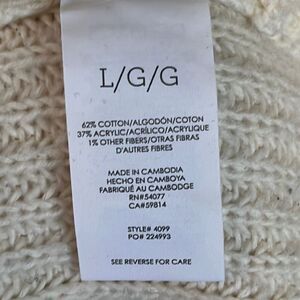 L/G/G
62% COTTON/ALGODÓN/COTON
37% ACRYLIC/ACRÍLICO/ACRYLIQUE
1% OTHER FIBERS/OTRAS FIBRAS
D'AUTRES FIBRES
MADE IN CAMBODIA
HECHO EN CAMBOYA
FABRIQUÉ AU CAMBODGE
RN#54077
CA#59814
STYLE# 4099
PO# 224993
SEE REVERSE FOR CARE